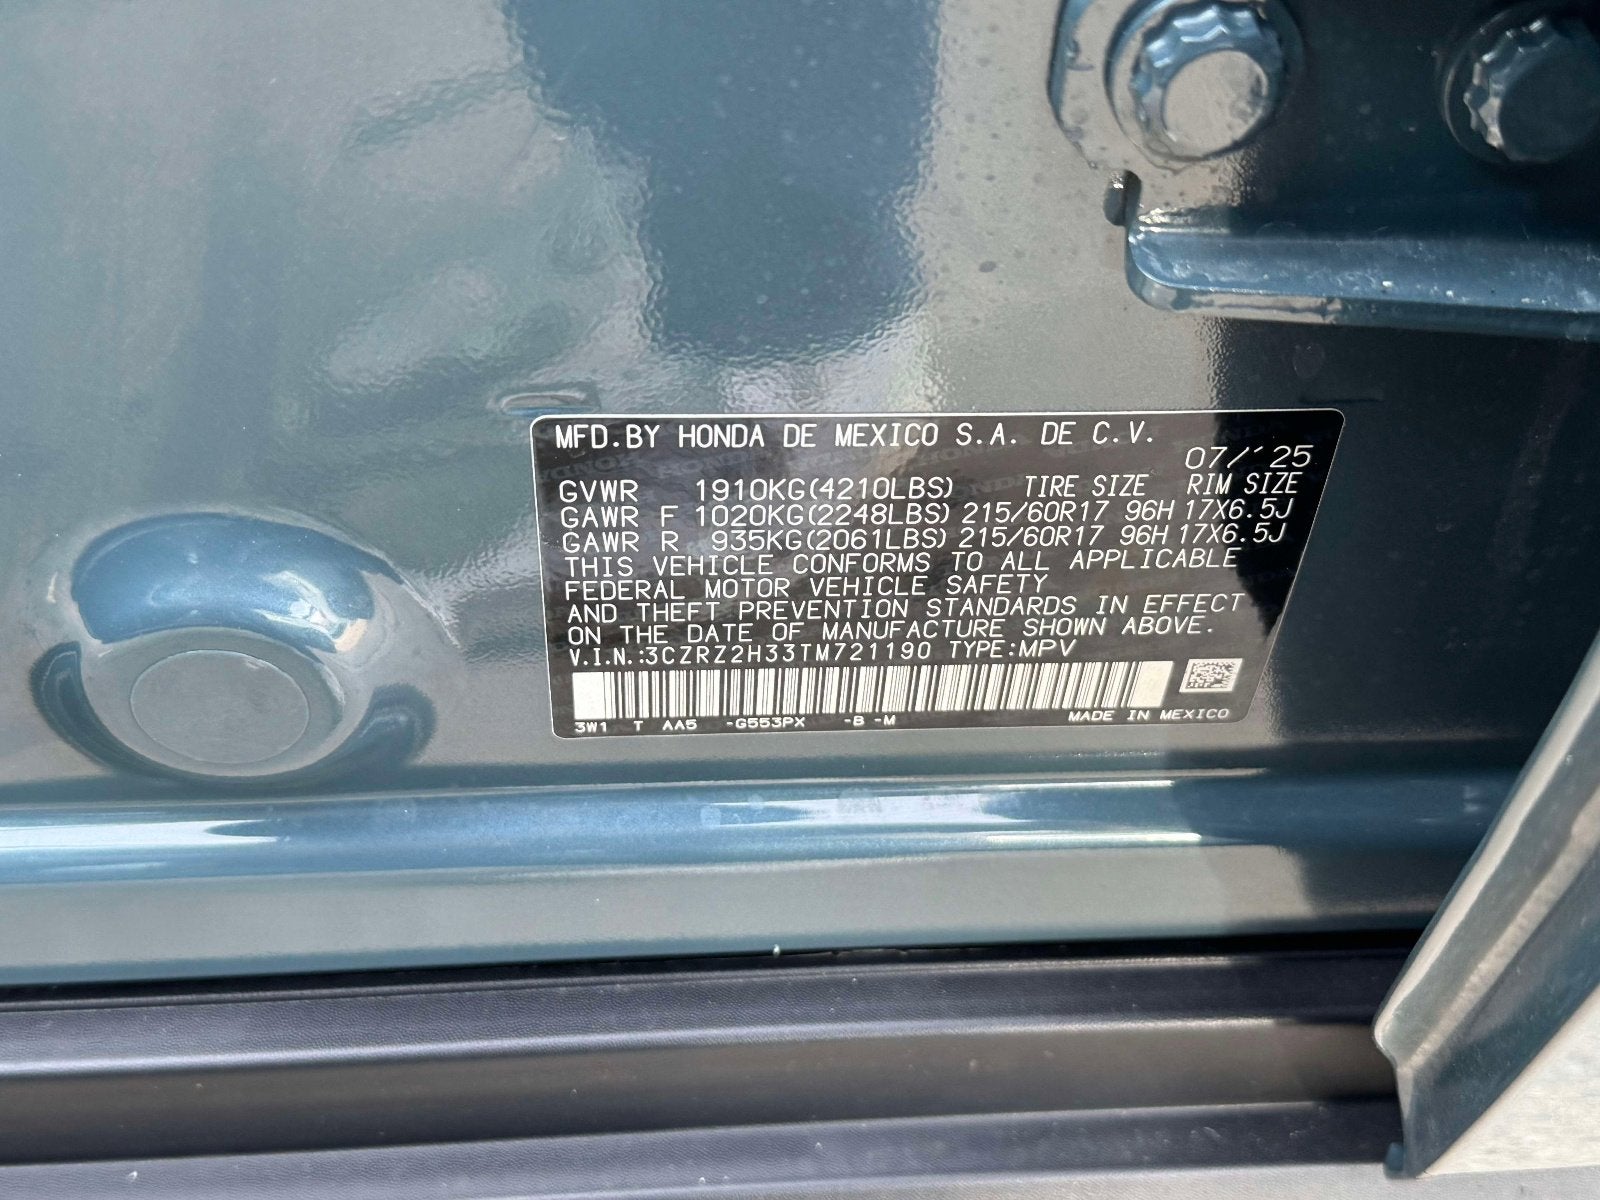 MFD.BY HONDA DE MEXICO S.A. DE C.V.
07/'25
GVWR 1910KG(4210LBS) TIRE SIZE RIM SIZE
GAWR F 1020KG(2248LBS) 215/60R17 96H 17X6.5J
GAWR R 935KG(2061LBS) 215/60R17 96H 17X6.5J
THIS VEHICLE CONFORMS TO ALL APPLICABLE
FEDERAL MOTOR VEHICLE SAFETY
AND THEFT PREVENTION STANDARDS IN EFFECT
ON THE DATE OF MANUFACTURE SHOWN ABOVE.
V.I.N.:3CZRZ2H33TM721190 TYPE:MPV
3W1 T AA5 -G553PX -B -M MADE IN MEXICO